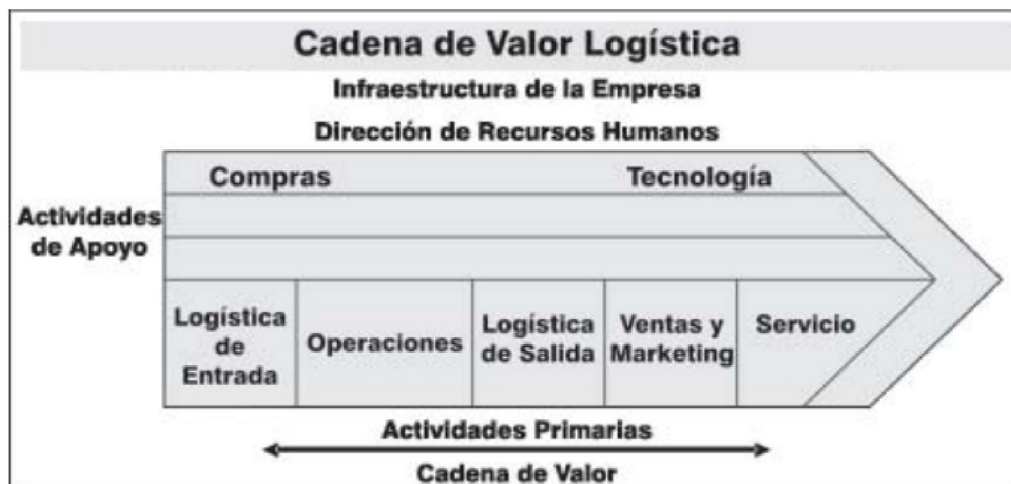 Cadena de Valor Logística
Infraestructura de la Empresa
Dirección de Recursos Humanos
Compras
Tecnología
Actividades
de Apoyo
Logística
de
Entrada
Operaciones
Logística
de Salida
Ventas y
Marketing
Servicio
Actividades Primarias
Cadena de Valor